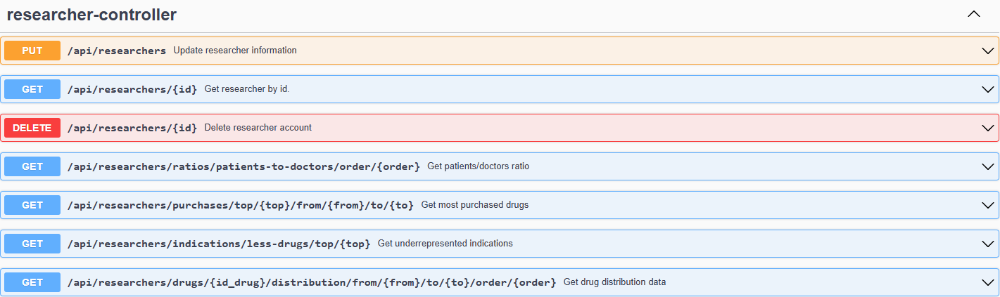 researcher-controller
PUT /api/researchers Update researcher information
GET /api/researchers/{id} Get researcher by id.
DELETE /api/researchers/{id} Delete researcher account
GET /api/researchers/ratios/patients-to-doctors/order/{order} Get patients/doctors ratio
GET /api/researchers/purchases/top/{top}/from/{from}/to/{to} Get most purchased drugs
GET /api/researchers/indications/less-drugs/top/{top} Get underrepresented indications
GET /api/researchers/drugs/{id_drug}/distribution/from/{from}/to/{to}/order/{order} Get drug distribution data